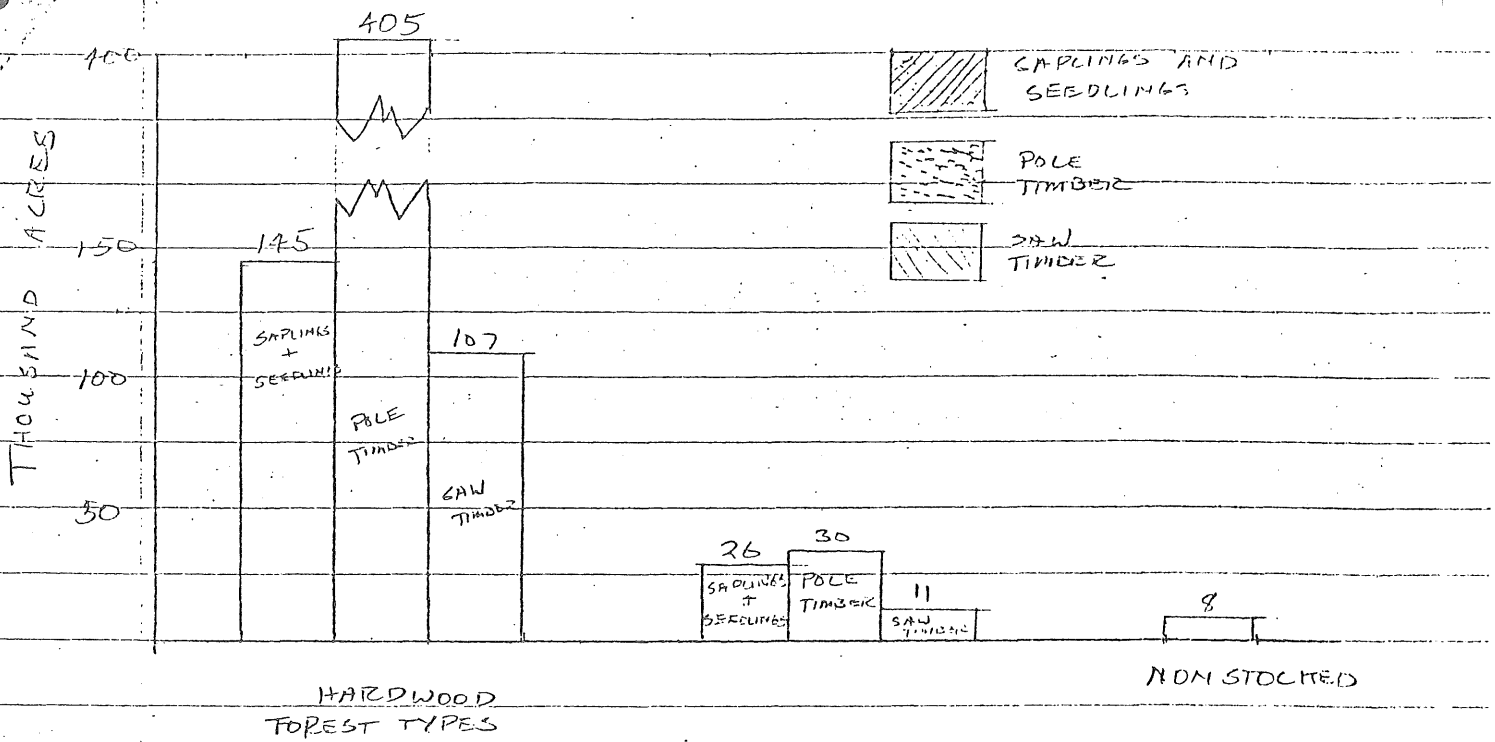 405
400
SAPLINGS AND
SEEDLINGS
POLE
TIMBER
SAW
TIMBER
THOUSAND ACRES
150
145
SAPLINGS
+
SEEDLINGS
107
100
POLE
TIMBER
SAW
TIMBER
50
26
30
11
8
SAPLINGS
+
SEEDLINGS
POLE
TIMBER
SAW
TIMBER
HARDWOOD
FOREST TYPES
NON STOCKED